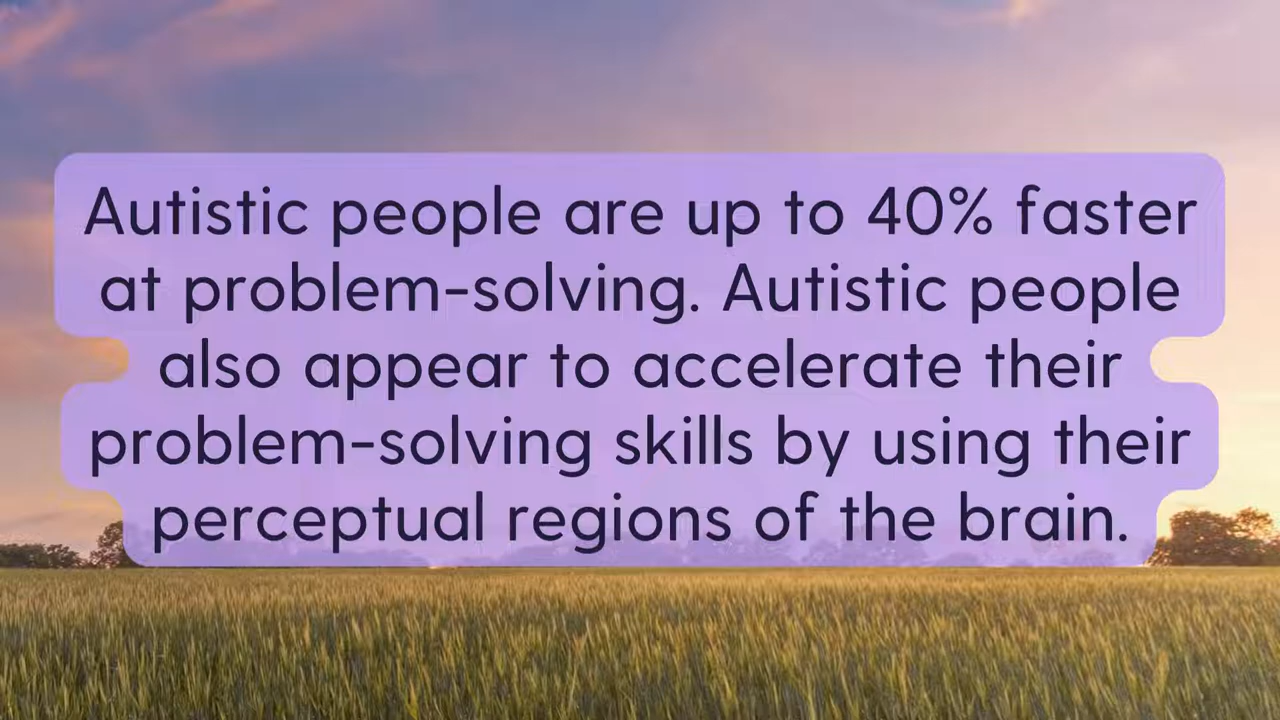 Autistic people are up to 40% faster
at problem-solving. Autistic people
also appear to accelerate their
problem-solving skills by using their
perceptual regions of the brain.